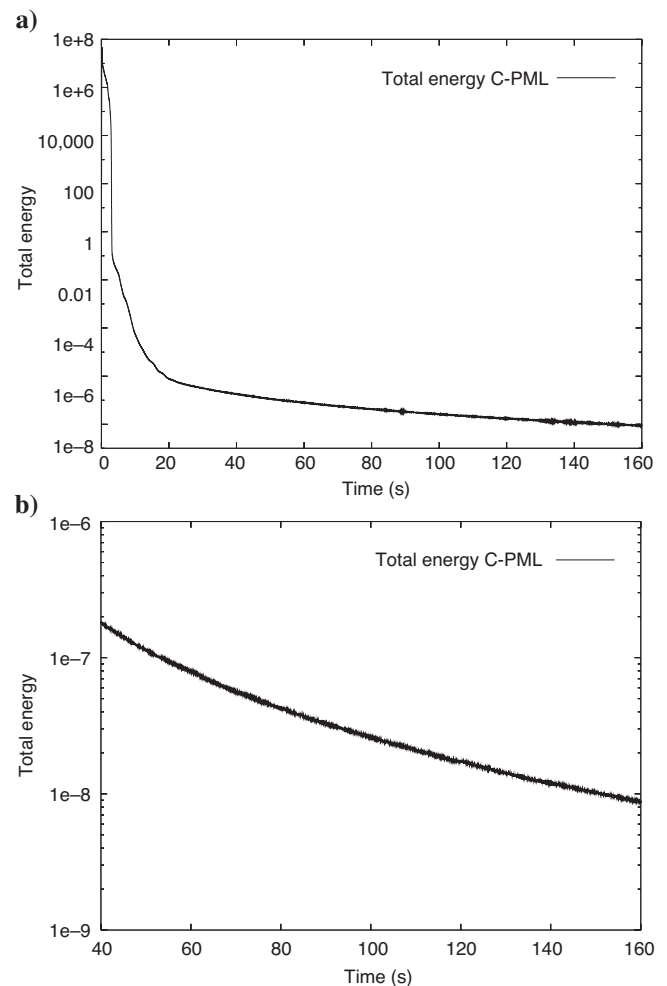 a)
1e+8
Total energy C-PML
1e+6
10,000
100
1
0.01
1e−4
1e−6
1e−8
Total energy
0 20 40 60 80 100 120 140 160
Time (s)
b)
1e−6
Total energy C-PML
1e−7
1e−8
1e−9
Total energy
40 60 80 100 120 140 160
Time (s)